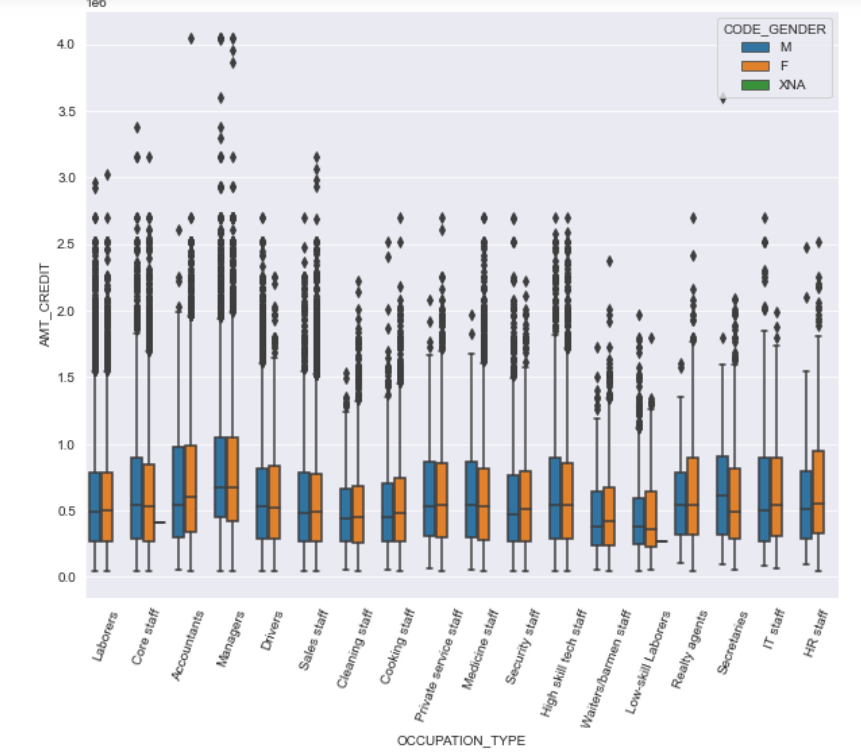 1e6
4.0
3.5
3.0
2.5
2.0
1.5
1.0
0.5
0.0
AMT_CREDIT
CODE_GENDER
M
F
XNA
Laborers
Core staff
Accountants
Managers
Drivers
Sales staff
Cleaning staff
Cooking staff
Private service staff
Medicine staff
Security staff
High skill tech staff
Waiters/barmen staff
Low-skill Laborers
Realty agents
Secretaries
IT staff
HR staff
OCCUPATION_TYPE